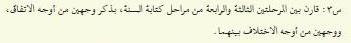 س٣: قارن بين المرحلتين الثالثة والرابعة من مراحل كتابة السنة، بذكر وجهين من أوجه الاتفاق،
ووجهين من أوجه الاختلاف بينهما.